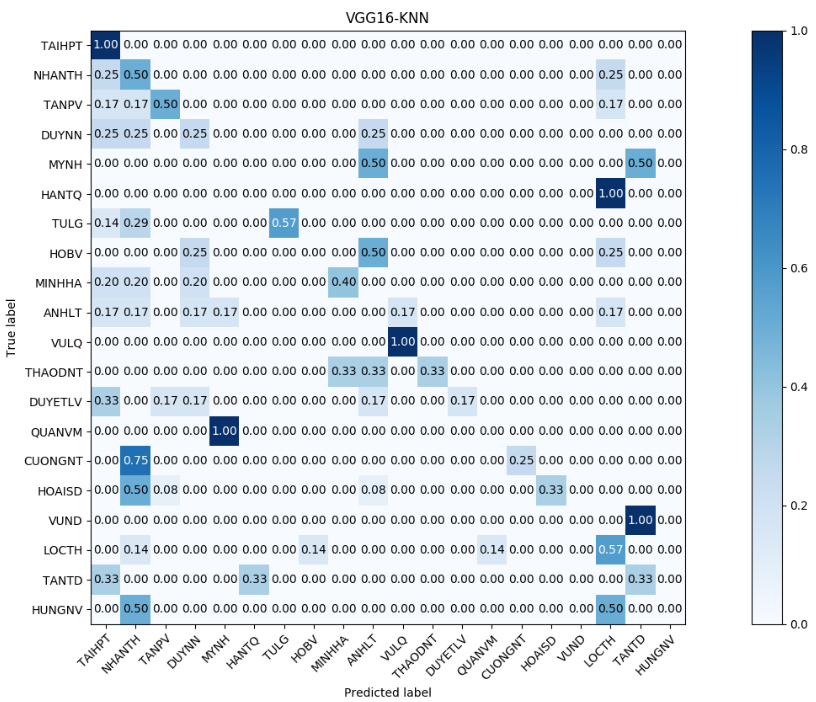 VGG16-KNN
TAIHPT 1.00 0.00 0.00 0.00 0.00 0.00 0.00 0.00 0.00 0.00 0.00 0.00 0.00 0.00 0.00 0.00 0.00 0.00 0.00 0.00
NHANTH 0.25 0.50 0.00 0.00 0.00 0.00 0.00 0.00 0.00 0.00 0.00 0.00 0.00 0.00 0.00 0.00 0.00 0.25 0.00 0.00
TANPV 0.17 0.17 0.50 0.00 0.00 0.00 0.00 0.00 0.00 0.00 0.00 0.00 0.00 0.00 0.00 0.00 0.00 0.17 0.00 0.00
DUYNN 0.25 0.25 0.00 0.25 0.00 0.00 0.00 0.00 0.00 0.25 0.00 0.00 0.00 0.00 0.00 0.00 0.00 0.00 0.00 0.00
MYNH 0.00 0.00 0.00 0.00 0.00 0.00 0.00 0.00 0.00 0.50 0.00 0.00 0.00 0.00 0.00 0.00 0.00 0.00 0.50 0.00
HANTQ 0.00 0.00 0.00 0.00 0.00 0.00 0.00 0.00 0.00 0.00 0.00 0.00 0.00 0.00 0.00 0.00 0.00 1.00 0.00 0.00
TULG 0.14 0.29 0.00 0.00 0.00 0.00 0.57 0.00 0.00 0.00 0.00 0.00 0.00 0.00 0.00 0.00 0.00 0.00 0.00 0.00
HOBV 0.00 0.00 0.00 0.25 0.00 0.00 0.00 0.00 0.00 0.50 0.00 0.00 0.00 0.00 0.00 0.00 0.00 0.25 0.00 0.00
MINHHA 0.20 0.20 0.00 0.20 0.00 0.00 0.00 0.00 0.40 0.00 0.00 0.00 0.00 0.00 0.00 0.00 0.00 0.00 0.00 0.00
ANHLT 0.17 0.17 0.00 0.17 0.17 0.00 0.00 0.00 0.00 0.00 0.17 0.00 0.00 0.00 0.00 0.00 0.00 0.17 0.00 0.00
VULQ 0.00 0.00 0.00 0.00 0.00 0.00 0.00 0.00 0.00 0.00 1.00 0.00 0.00 0.00 0.00 0.00 0.00 0.00 0.00 0.00
THAODNT 0.00 0.00 0.00 0.00 0.00 0.00 0.00 0.00 0.33 0.33 0.00 0.33 0.00 0.00 0.00 0.00 0.00 0.00 0.00 0.00
DUYETLV 0.33 0.00 0.17 0.17 0.00 0.00 0.00 0.00 0.00 0.17 0.00 0.00 0.17 0.00 0.00 0.00 0.00 0.00 0.00 0.00
QUANVM 0.00 0.00 0.00 0.00 1.00 0.00 0.00 0.00 0.00 0.00 0.00 0.00 0.00 0.00 0.00 0.00 0.00 0.00 0.00 0.00
CUONGNT 0.00 0.75 0.00 0.00 0.00 0.00 0.00 0.00 0.00 0.00 0.00 0.00 0.00 0.00 0.25 0.00 0.00 0.00 0.00 0.00
HOAISD 0.00 0.50 0.08 0.00 0.00 0.00 0.00 0.00 0.00 0.08 0.00 0.00 0.00 0.00 0.00 0.33 0.00 0.00 0.00 0.00
VUND 0.00 0.00 0.00 0.00 0.00 0.00 0.00 0.00 0.00 0.00 0.00 0.00 0.00 0.00 0.00 0.00 0.00 0.00 1.00 0.00
LOCTH 0.00 0.14 0.00 0.00 0.00 0.00 0.00 0.14 0.00 0.00 0.00 0.00 0.00 0.14 0.00 0.00 0.00 0.57 0.00 0.00
TANTD 0.33 0.00 0.00 0.00 0.00 0.33 0.00 0.00 0.00 0.00 0.00 0.00 0.00 0.00 0.00 0.00 0.00 0.00 0.33 0.00
HUNGNV 0.00 0.50 0.00 0.00 0.00 0.00 0.00 0.00 0.00 0.00 0.00 0.00 0.00 0.00 0.00 0.00 0.00 0.50 0.00 0.00
True label
TAIHPT NHANTH TANPV DUYNN MYNH HANTQ TULG HOBV MINHHA ANHLT VULQ THAODNT DUYETLV QUANVM CUONGNT HOAISD VUND LOCTH TANTD HUNGNV
Predicted label
1.0
0.8
0.6
0.4
0.2
0.0